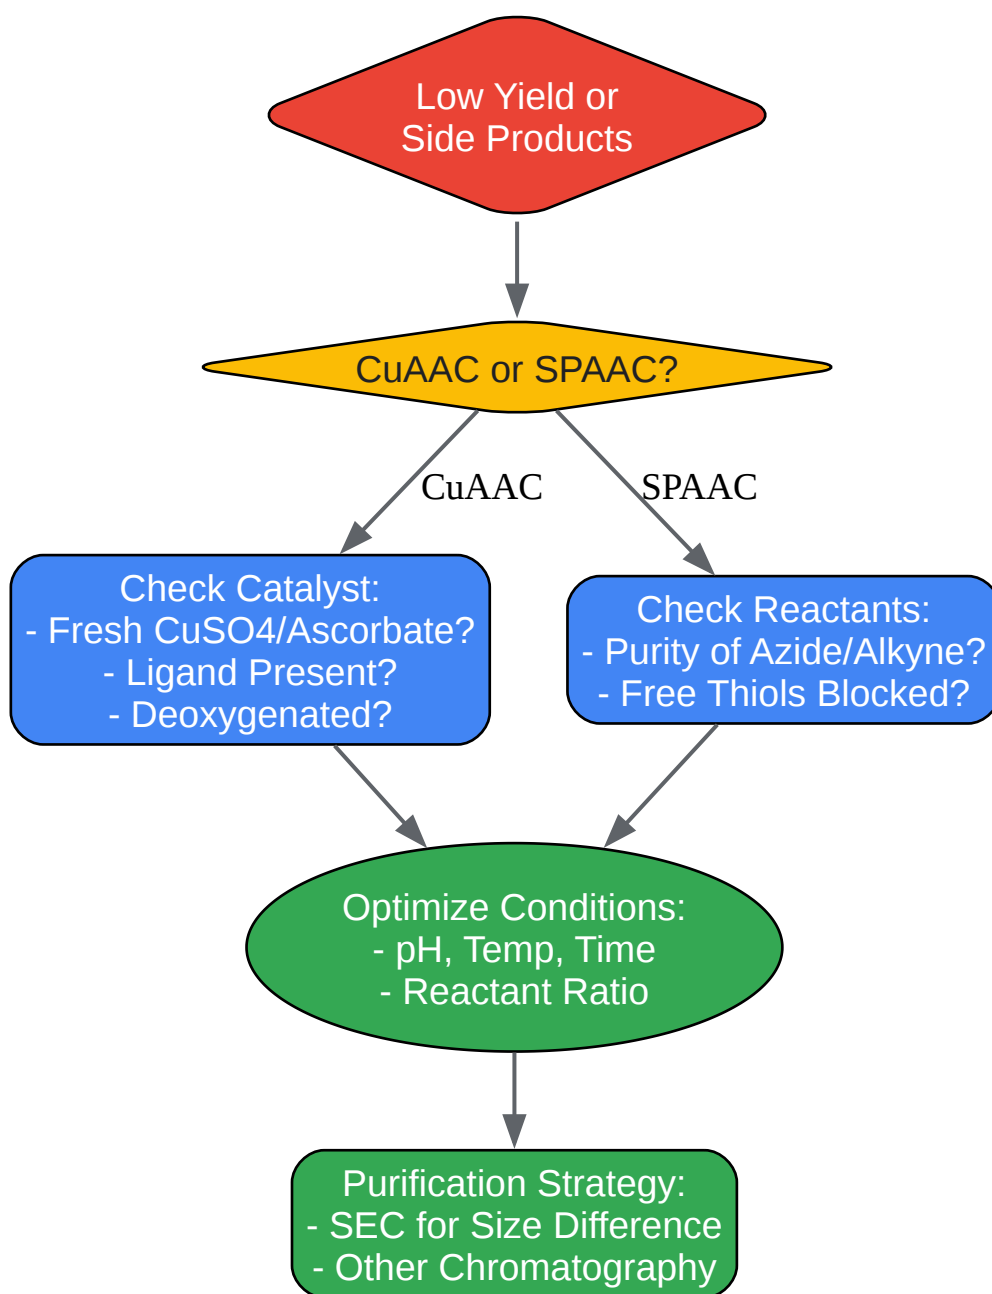 Low Yield or
Side Products
CuAAC or SPAAC?
CuAAC
SPAAC
Check Catalyst:
- Fresh CuSO4/Ascorbate?
- Ligand Present?
- Deoxygenated?
Check Reactants:
- Purity of Azide/Alkyne?
- Free Thiols Blocked?
Optimize Conditions:
- pH, Temp, Time
- Reactant Ratio
Purification Strategy:
- SEC for Size Difference
- Other Chromatography